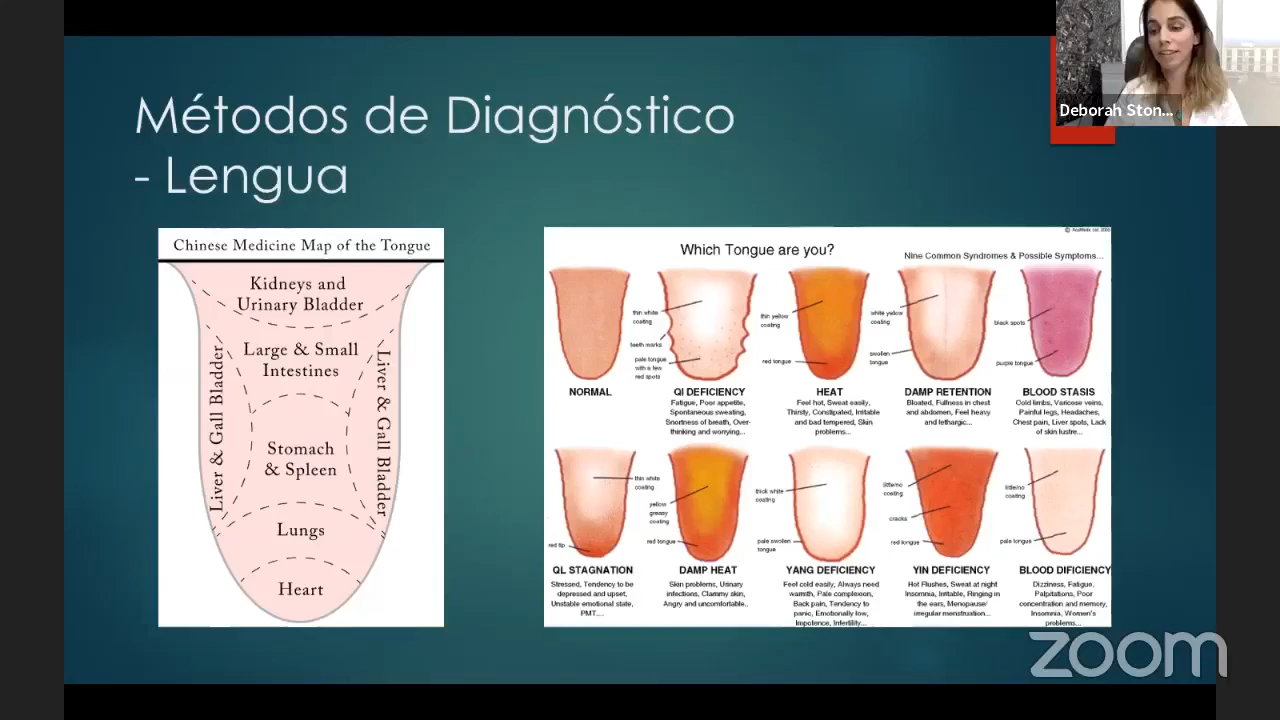 Métodos de Diagnóstico
- Lengua
Deborah Ston...
Chinese Medicine Map of the Tongue
Kidneys and
Urinary Bladder
Large & Small
Intestines
Liver & Gall Bladder
Liver & Gall Bladder
Stomach
& Spleen
Lungs
Heart
Which Tongue are you?
Nine Common Syndromes & Possible Symptoms...
thin white
coating
teeth marks
pale tongue
with a few
red spots
thin yellow
coating
red tongue
white yellow
coating
swollen
tongue
black spots
purple tongue
NORMAL
QI DEFICIENCY
Fatigue, Poor appetite,
Spontaneous sweating,
Snortness of breath, Over-
thinking and worrying...
HEAT
Feel hot, Sweat easily,
Thirsty, Constipated, Irritable
and bad tempered, Skin
problems...
DAMP RETENTION
Bloated, Fullness in chest
and abdomen, Feel heavy
and lethargic...
BLOOD STASIS
Cold limbs, Varicose veins,
Painful legs, Headaches,
Chest pain, Liver spots, Lack
of skin lustre...
thin white
coating
red tip
yellow
greasy
coating
red tongue
thick white
coating
pale swollen
tongue
little/no
coating
cracks
red tongue
little/no
coating
pale tongue
QL STAGNATION
Stressed, Tendency to be
depressed and upset,
Unstable emotional state,
PMT....
DAMP HEAT
Skin problems, Urinary
infections, Clammy skin,
Angry and uncomfortable..
YANG DEFICIENCY
Feel cold easily, Always need
warmth, Pale complexion,
Back pain, Tendency to
panic, Emotionally low,
Impotence, Infertility...
YIN DEFICIENCY
Hot Flushes, Sweat at night
Insomnia, Irritable, Ringing in
the ears, Menopause/
irregular menstruation...
BLOOD DIFICIENCY
Dizziness, Fatigue,
Palpitations, Poor
concentration and memory,
Insomnia, Women's
problems...
zoom